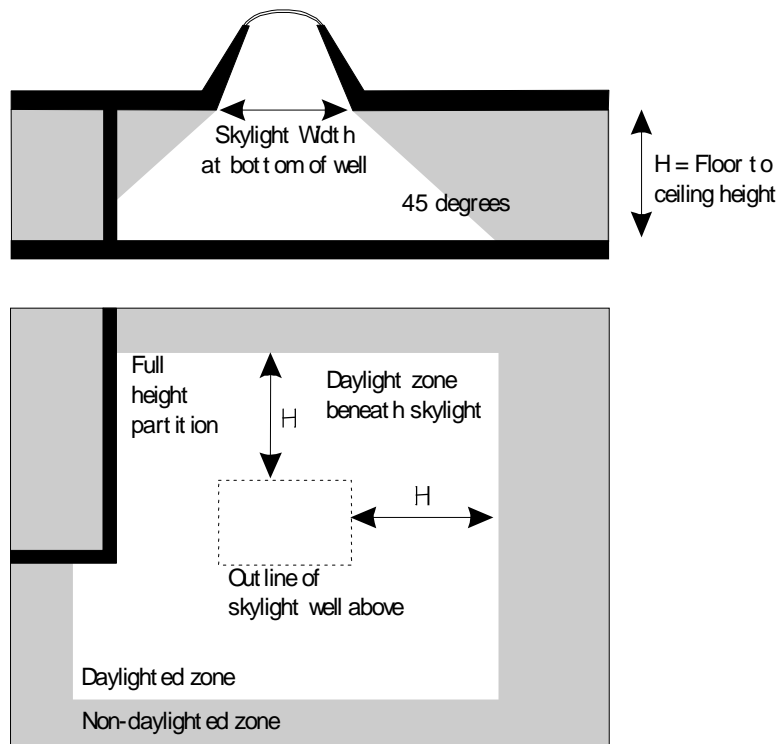 Skylight Width
at bottom of well
45 degrees
H = Floor to
ceiling height
Full
height
partition
H
Daylight zone
beneath skylight
H
Outline of
skylight well above
Daylighted zone
Non-daylighted zone